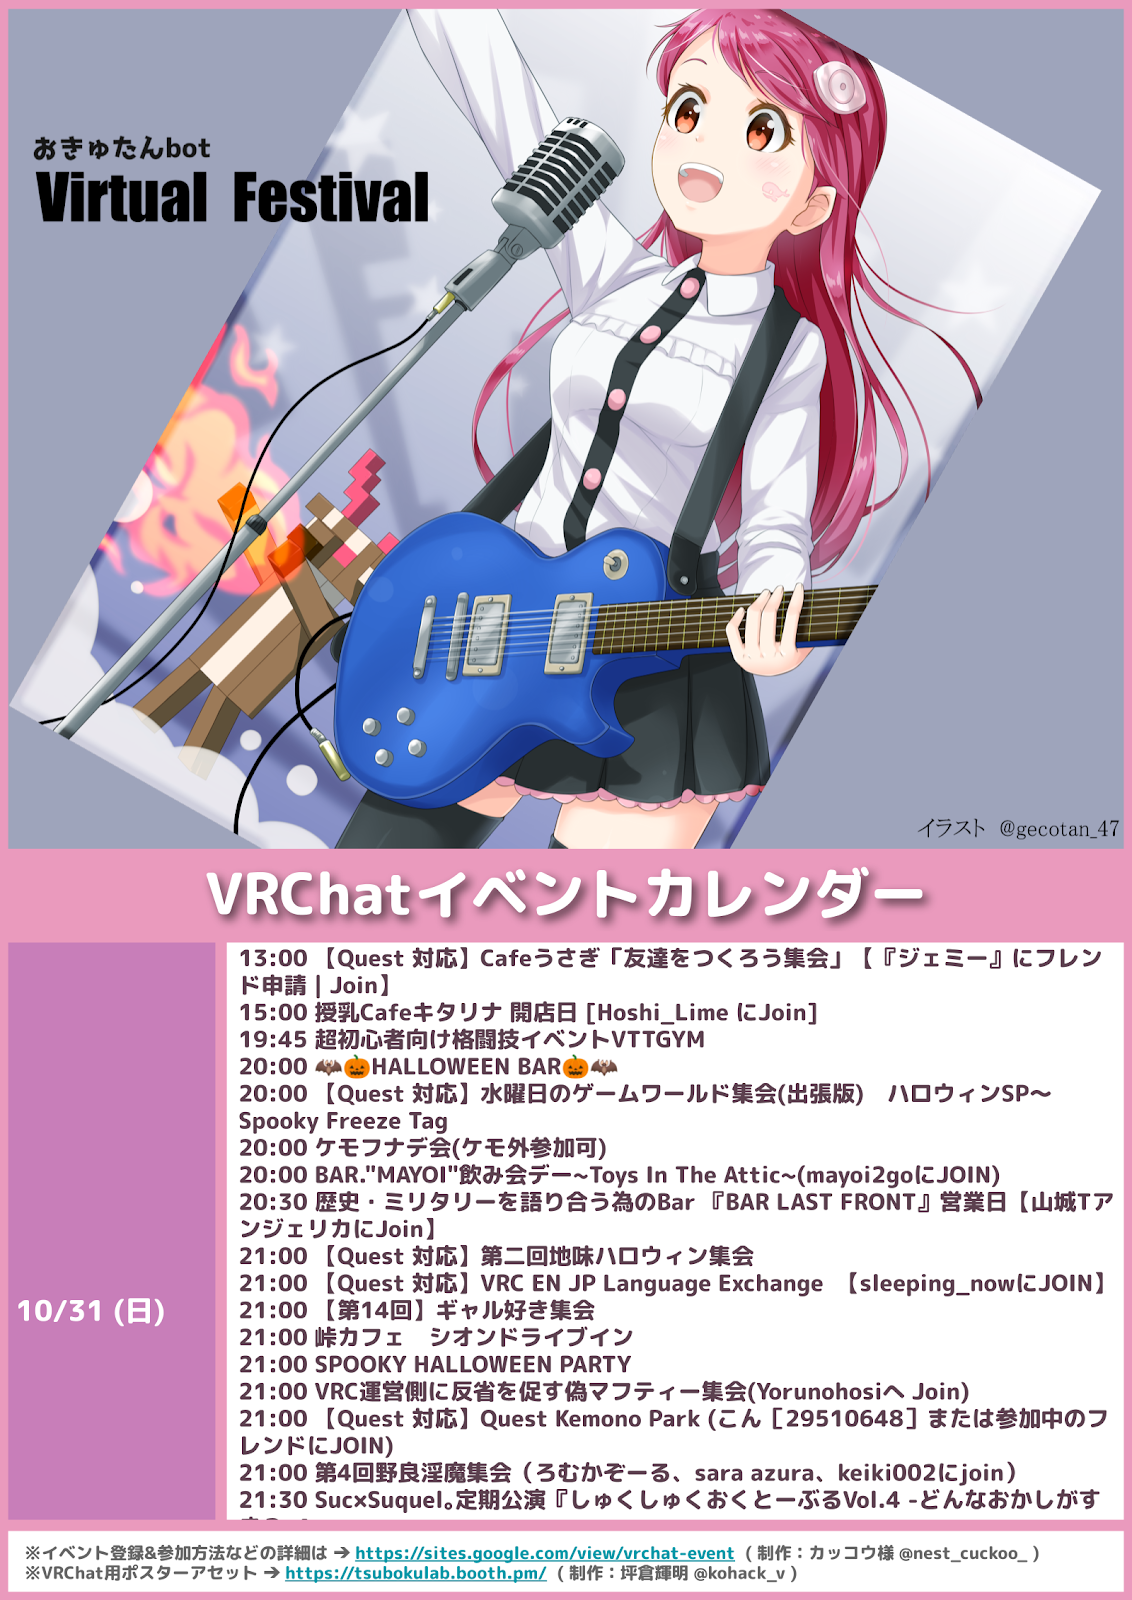 おきゅたんbot
Virtual Festival
イラスト @gecotan_47
VRChatイベントカレンダー
10/31 (日)
13:00 【Quest 対応】Cafeうさぎ「友達をつくろう集会」【『ジェミー』にフレン
ド申請 | Join】
15:00 授乳Cafeキタリナ 開店日 [Hoshi_Lime にJoin]
19:45 超初心者向け格闘技イベントVTTGYM
20:00 🦇🎃HALLOWEEN BAR🎃🦇
20:00 【Quest 対応】水曜日のゲームワールド集会(出張版)　ハロウィンSP～
Spooky Freeze Tag
20:00 ケモフナデ会(ケモ外参加可)
20:00 BAR."MAYOI"飲み会デー~Toys In The Attic~(mayoi2goにJOIN)
20:30 歴史・ミリタリーを語り合う為のBar 『BAR LAST FRONT』営業日【山城Tア
ンジェリカにJoin】
21:00 【Quest 対応】第二回地味ハロウィン集会
21:00 【Quest 対応】VRC EN JP Language Exchange 【sleeping_nowにJOIN】
21:00 【第14回】ギャル好き集会
21:00 峠カフェ　シオンドライブイン
21:00 SPOOKY HALLOWEEN PARTY
21:00 VRC運営側に反省を促す偽マフティー集会(Yorunohosiへ Join)
21:00 【Quest 対応】Quest Kemono Park (こん［29510648］または参加中のフ
レンドにJOIN)
21:00 第4回野良淫魔集会（ろむかぞーる、sara azura、keiki002にjoin）
21:30 Suc×Suquel｡定期公演『しゅくしゅくおくとーぶるVol.4 -どんなおかしがす
※イベント登録&参加方法などの詳細は ➔ https://sites.google.com/view/vrchat-event ( 制作：カッコウ様 @nest_cuckoo_ )
※VRChat用ポスターアセット ➔ https://tsubokulab.booth.pm/ ( 制作：坪倉輝明 @kohack_v )